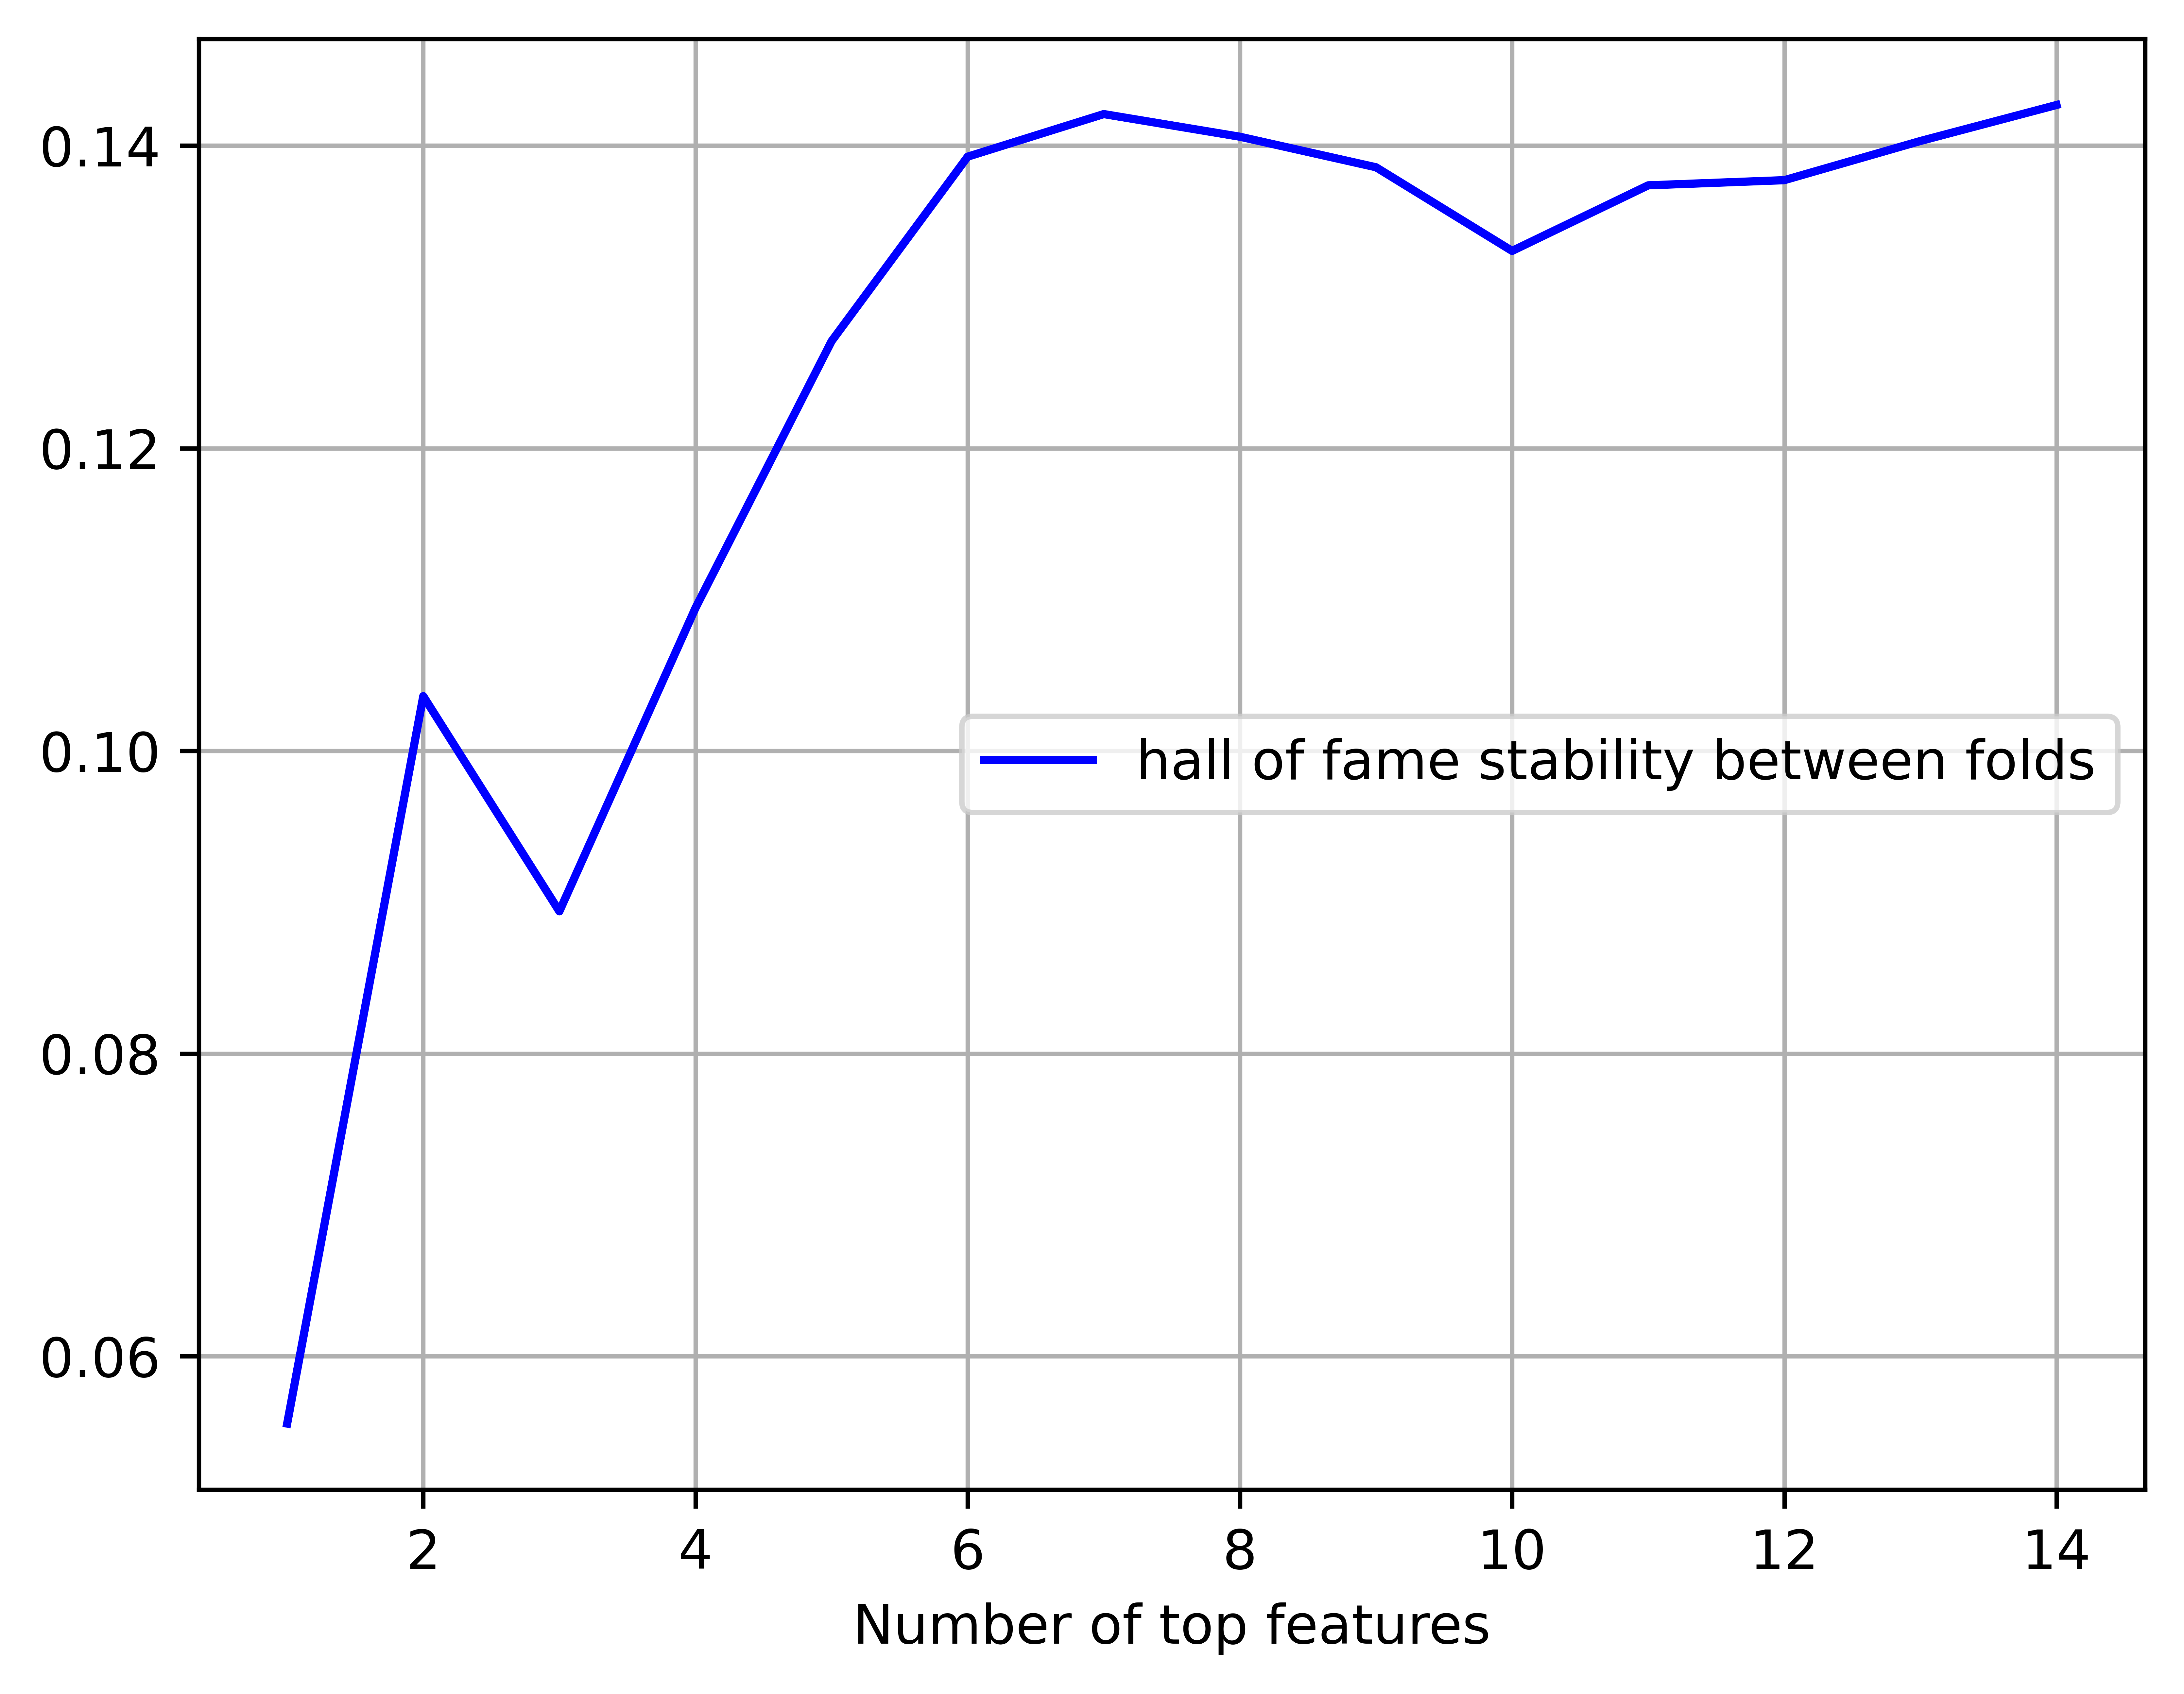 0.14
0.12
0.10
0.08
0.06
hall of fame stability between folds
2 4 6 8 10 12 14
Number of top features